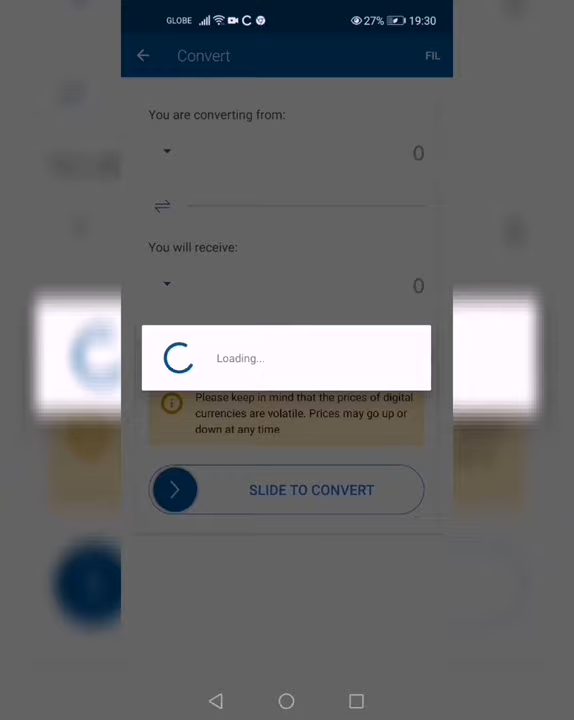 GLOBE 27% 19:30
Convert FIL
You are converting from:
0
You will receive:
0
Loading...
Please keep in mind that the prices of digital
currencies are volatile. Prices may go up or
down at any time
SLIDE TO CONVERT